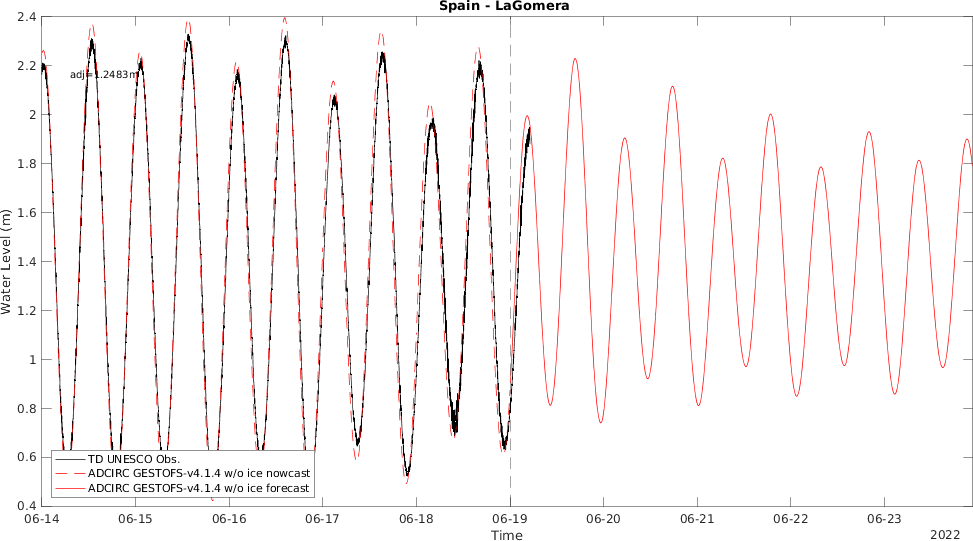 Spain - LaGomera
2.4
2.2
2
1.8
1.6
1.4
1.2
1
0.8
0.6
0.4
Water Level (m)
adj=1.2483m
TD UNESCO Obs.
ADCIRC GESTOFS-v4.1.4 w/o ice nowcast
ADCIRC GESTOFS-v4.1.4 w/o ice forecast
06-14 06-15 06-16 06-17 06-18 06-19 06-20 06-21 06-22 06-23
Time
2022